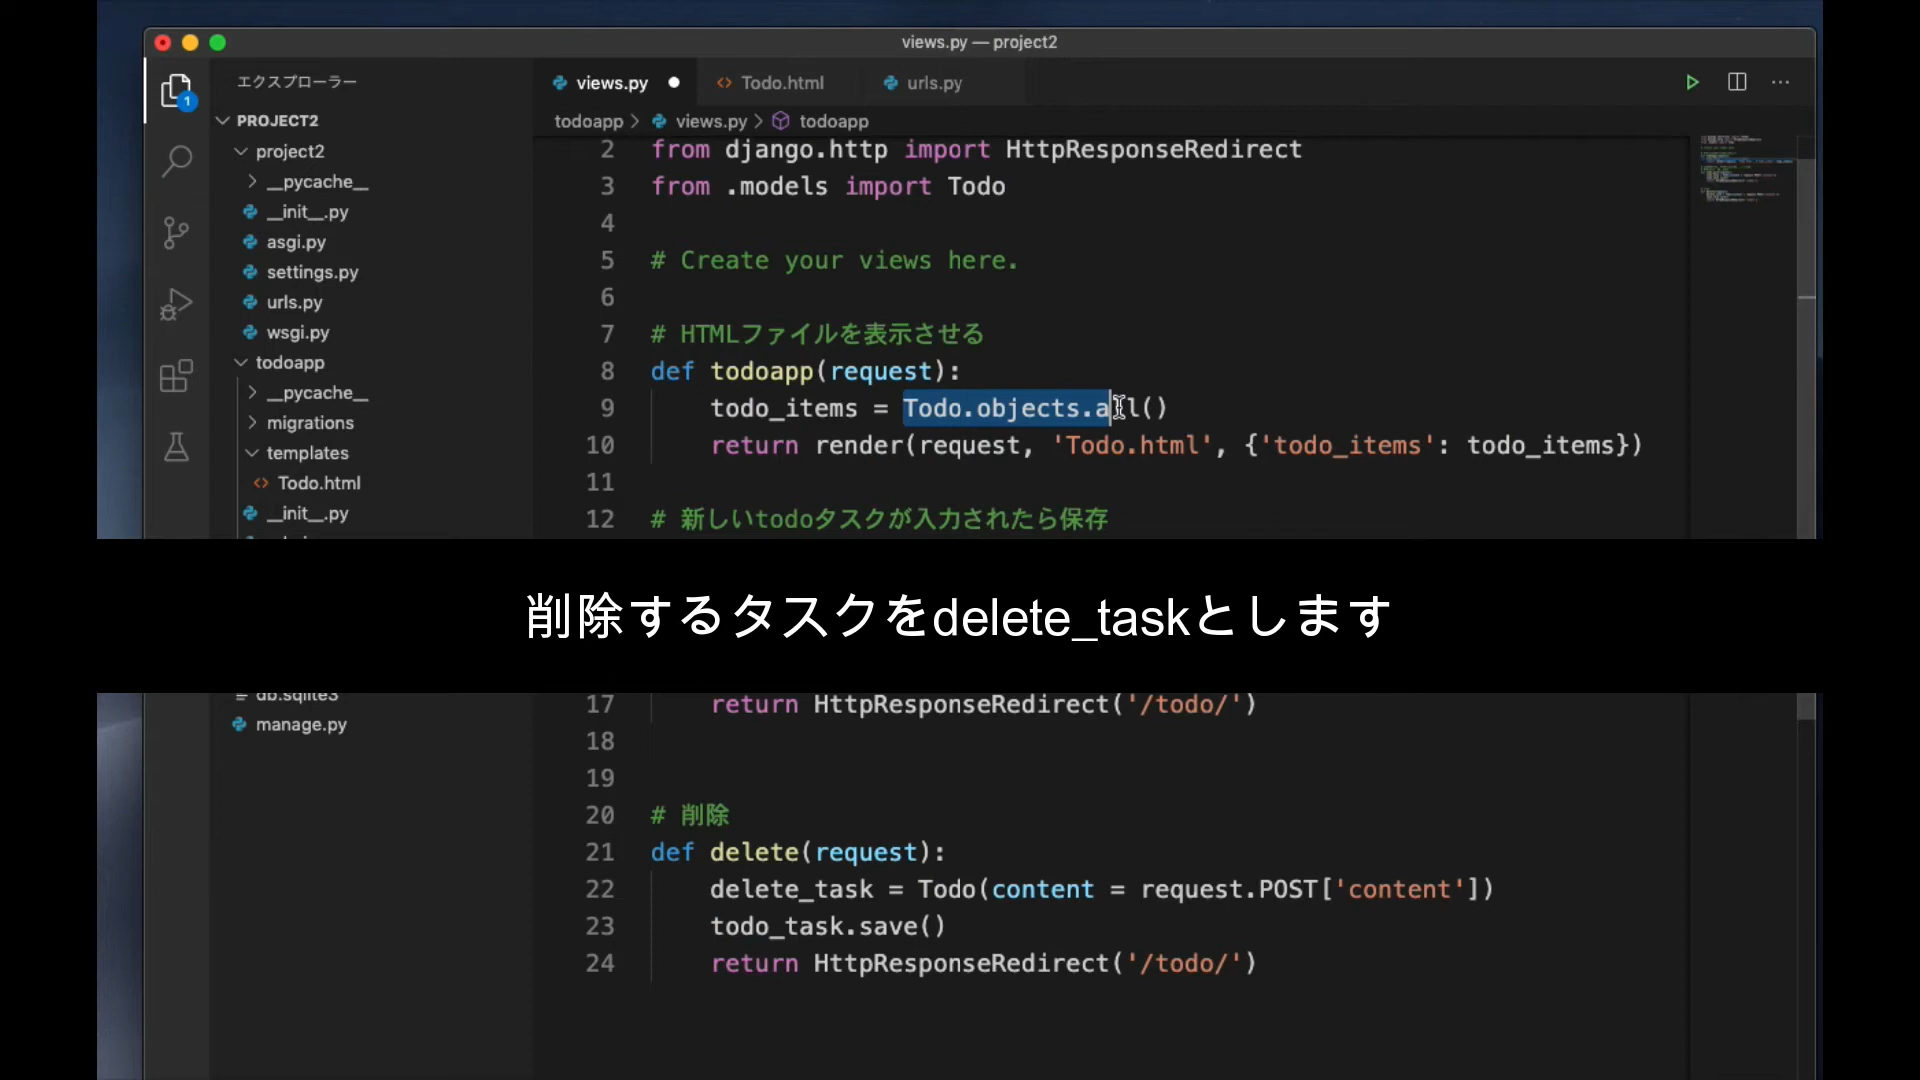 views.py — project2
エクスプローラー
views.py
Todo.html
urls.py
1
PROJECT2
todoapp > views.py > todoapp
project2
__pycache__
__init__.py
asgi.py
settings.py
urls.py
wsgi.py
todoapp
__pycache__
migrations
templates
Todo.html
__init__.py
2 from django.http import HttpResponseRedirect
3 from .models import Todo
4
5 # Create your views here.
6
7 # HTMLファイルを表示させる
8 def todoapp(request):
9 todo_items = Todo.objects.all()
10 return render(request, 'Todo.html', {'todo_items': todo_items})
11
12 # 新しいtodoタスクが入力されたら保存
削除するタスクをdelete_taskとします
db.sqlite3
manage.py
17 return HttpResponseRedirect('/todo/')
18
19
20 # 削除
21 def delete(request):
22 delete_task = Todo(content = request.POST['content'])
23 todo_task.save()
24 return HttpResponseRedirect('/todo/')